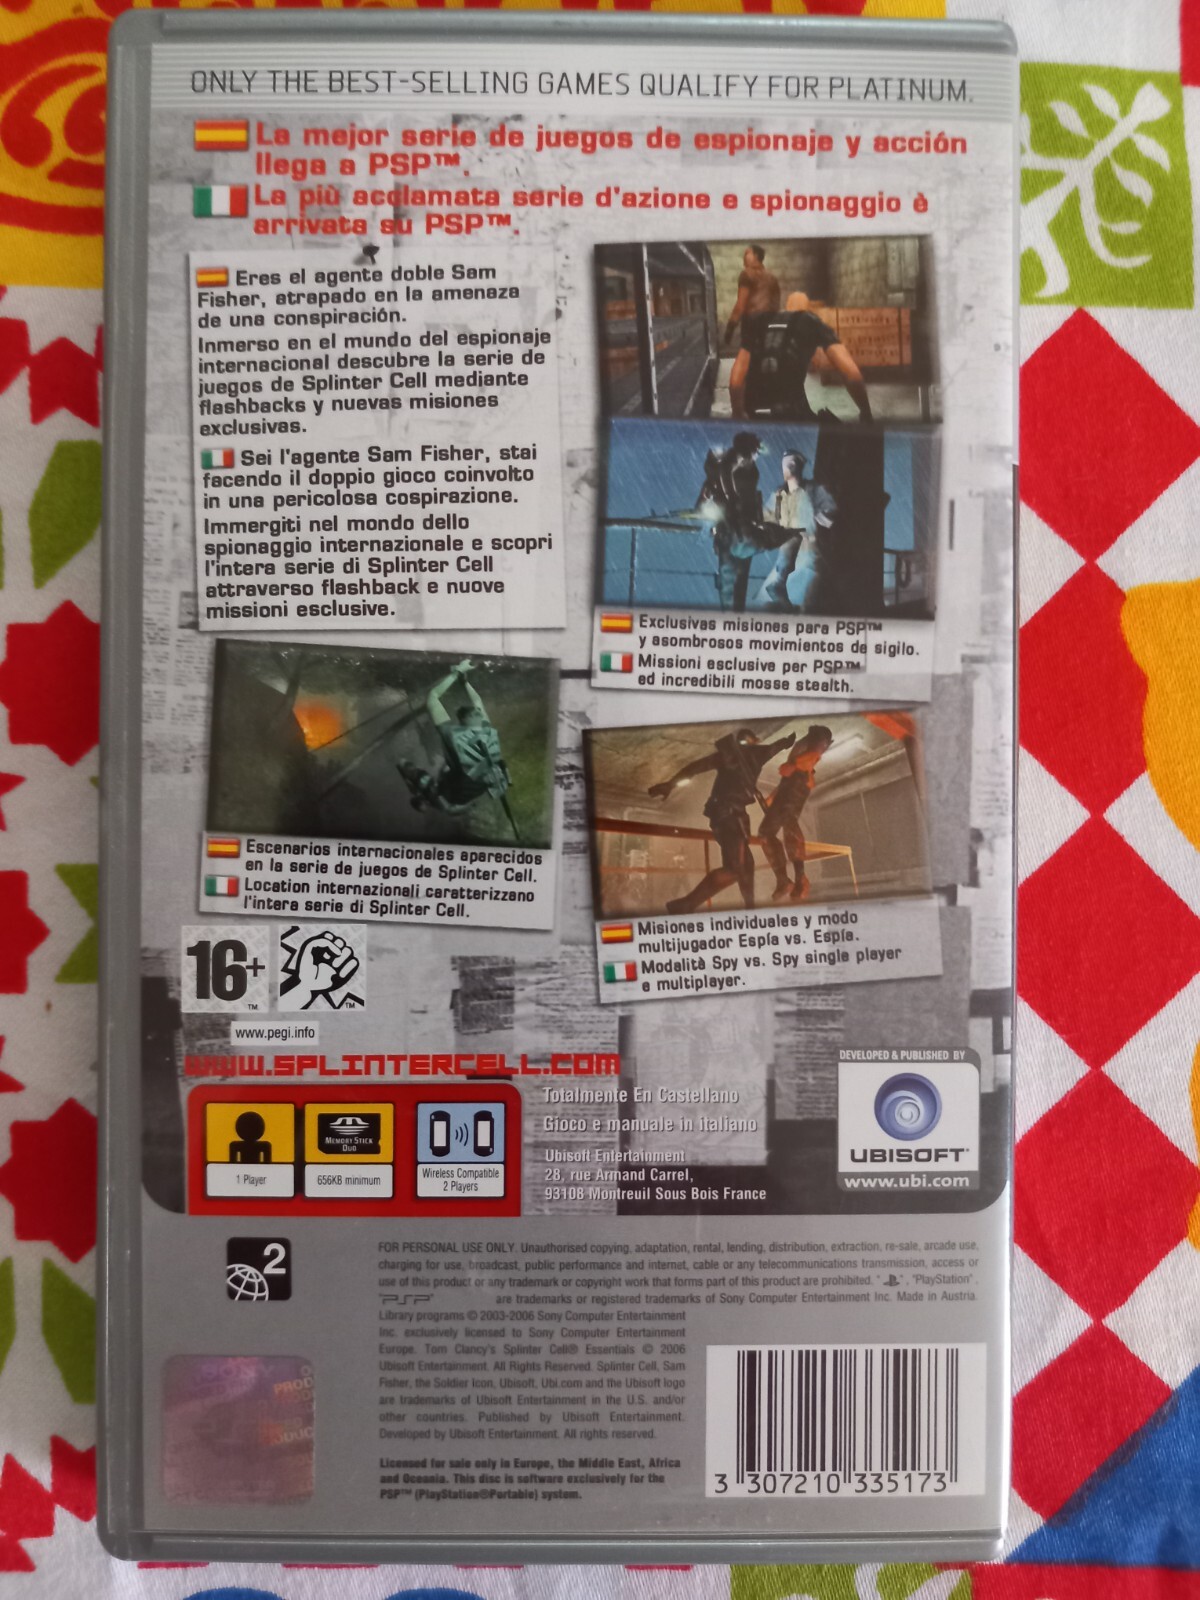 ONLY THE BEST-SELLING GAMES QUALIFY FOR PLATINUM.
La mejor serie de juegos de espionaje y acción
llega a PSP™.
La più acclamata serie d'azione e spionaggio è
arrivata su PSP™.
Eres el agente doble Sam
Fisher, atrapado en la amenaza
de una conspiración.
Inmerso en el mundo del espionaje
internacional descubre la serie de
juegos de Splinter Cell mediante
flashbacks y nuevas misiones
exclusivas.
Sei l'agente Sam Fisher, stai
facendo il doppio gioco coinvolto
in una pericolosa cospirazione.
Immergiti nel mondo dello
spionaggio internazionale e scopri
l'intera serie di Splinter Cell
attraverso flashback e nuove
missioni esclusive.
Exclusivas misiones para PSP™
y asombrosos movimientos de sigilo.
Missioni esclusive per PSP™
ed incredibili mosse stealth.
Escenarios internacionales aparecidos
en la serie de juegos de Splinter Cell.
Location internazionali caratterizzano
l'intera serie di Splinter Cell.
Misiones individuales y modo
multijugador Espía vs. Espía.
Modalità Spy vs. Spy single player
e multiplayer.
16+
™
™
www.pegi.info
WWW.SPLINTERCELL.COM
1 Player
MEMORY STICK
DUO
656KB minimum
Wireless Compatible
2 Players
Totalmente En Castellano
Gioco e manuale in italiano
Ubisoft Entertainment
28, rue Armand Carrel,
93108 Montreuil Sous Bois France
DEVELOPED & PUBLISHED BY
UBISOFT
www.ubi.com
2
FOR PERSONAL USE ONLY. Unauthorised copying, adaptation, rental, lending, distribution, extraction, re-sale, arcade use,
charging for use, broadcast, public performance and internet, cable or any telecommunications transmission, access or
use of this product or any trademark or copyright work that forms part of this product are prohibited. " ", "PlayStation",
"PSP" are trademarks or registered trademarks of Sony Computer Entertainment Inc. Made in Austria.
Library programs © 2003-2006 Sony Computer Entertainment
Inc. exclusively licensed to Sony Computer Entertainment
Europe. Tom Clancy's Splinter Cell® Essentials © 2006
Ubisoft Entertainment. All Rights Reserved. Splinter Cell, Sam
Fisher, the Soldier Icon, Ubisoft, Ubi.com and the Ubisoft logo
are trademarks of Ubisoft Entertainment in the U.S. and/or
other countries. Published by Ubisoft Entertainment.
Developed by Ubisoft Entertainment. All rights reserved.
Licensed for sale only in Europe, the Middle East, Africa
and Oceania. This disc is software exclusively for the
PSP™ (PlayStation®Portable) system.
3 307210 335173